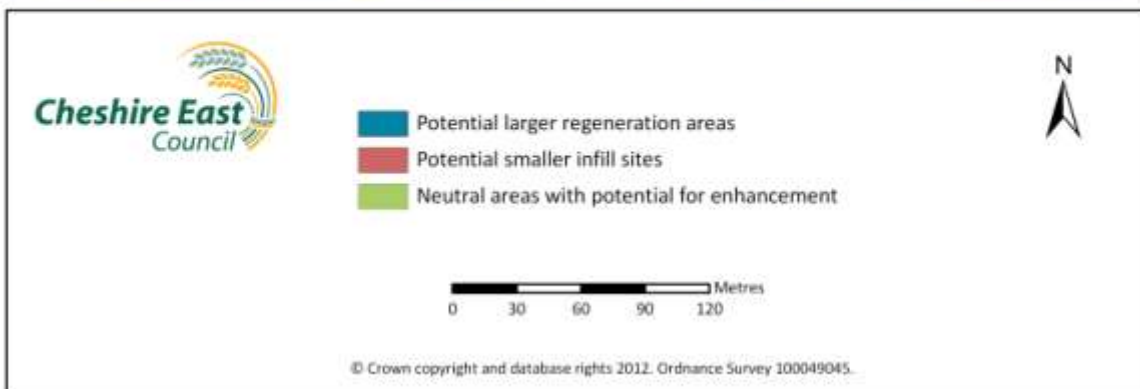 Cheshire East
Council
N
Potential larger regeneration areas
Potential smaller infill sites
Neutral areas with potential for enhancement
Metres
0 30 60 90 120
© Crown copyright and database rights 2012. Ordnance Survey 100049045.